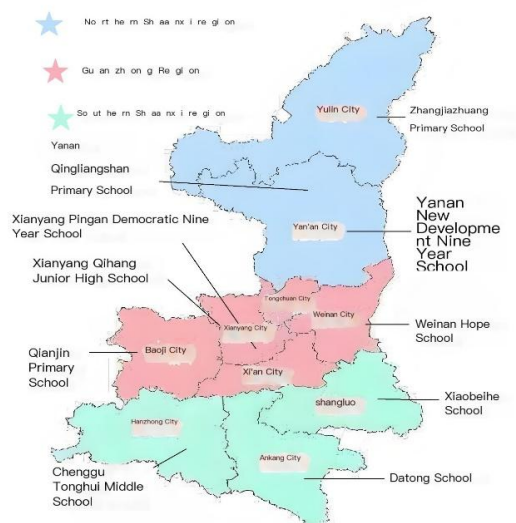 No rt he rn Sh aa nx i re gi on
Gu an zh on g Re gi on
So ut he rn Sh aa nx i re gi on
Yulin City
Zhangjiazhuang
Primary School
Yanan
Qingliangshan
Primary School
Yan'an City
Yanan
New
Developme
nt Nine
Year
School
Xianyang Pingan Democratic Nine
Year School
Xianyang Qihang
Junior High School
Tengchuan City
Weinan City
Xianyang City
Weinan Hope
School
Qianjin
Primary
School
Baoji City
Xi'an City
Xiaobeihe
School
shangluo
Hanzhong City
Ankang City
Chenggu
Tonghui Middle
School
Datong School